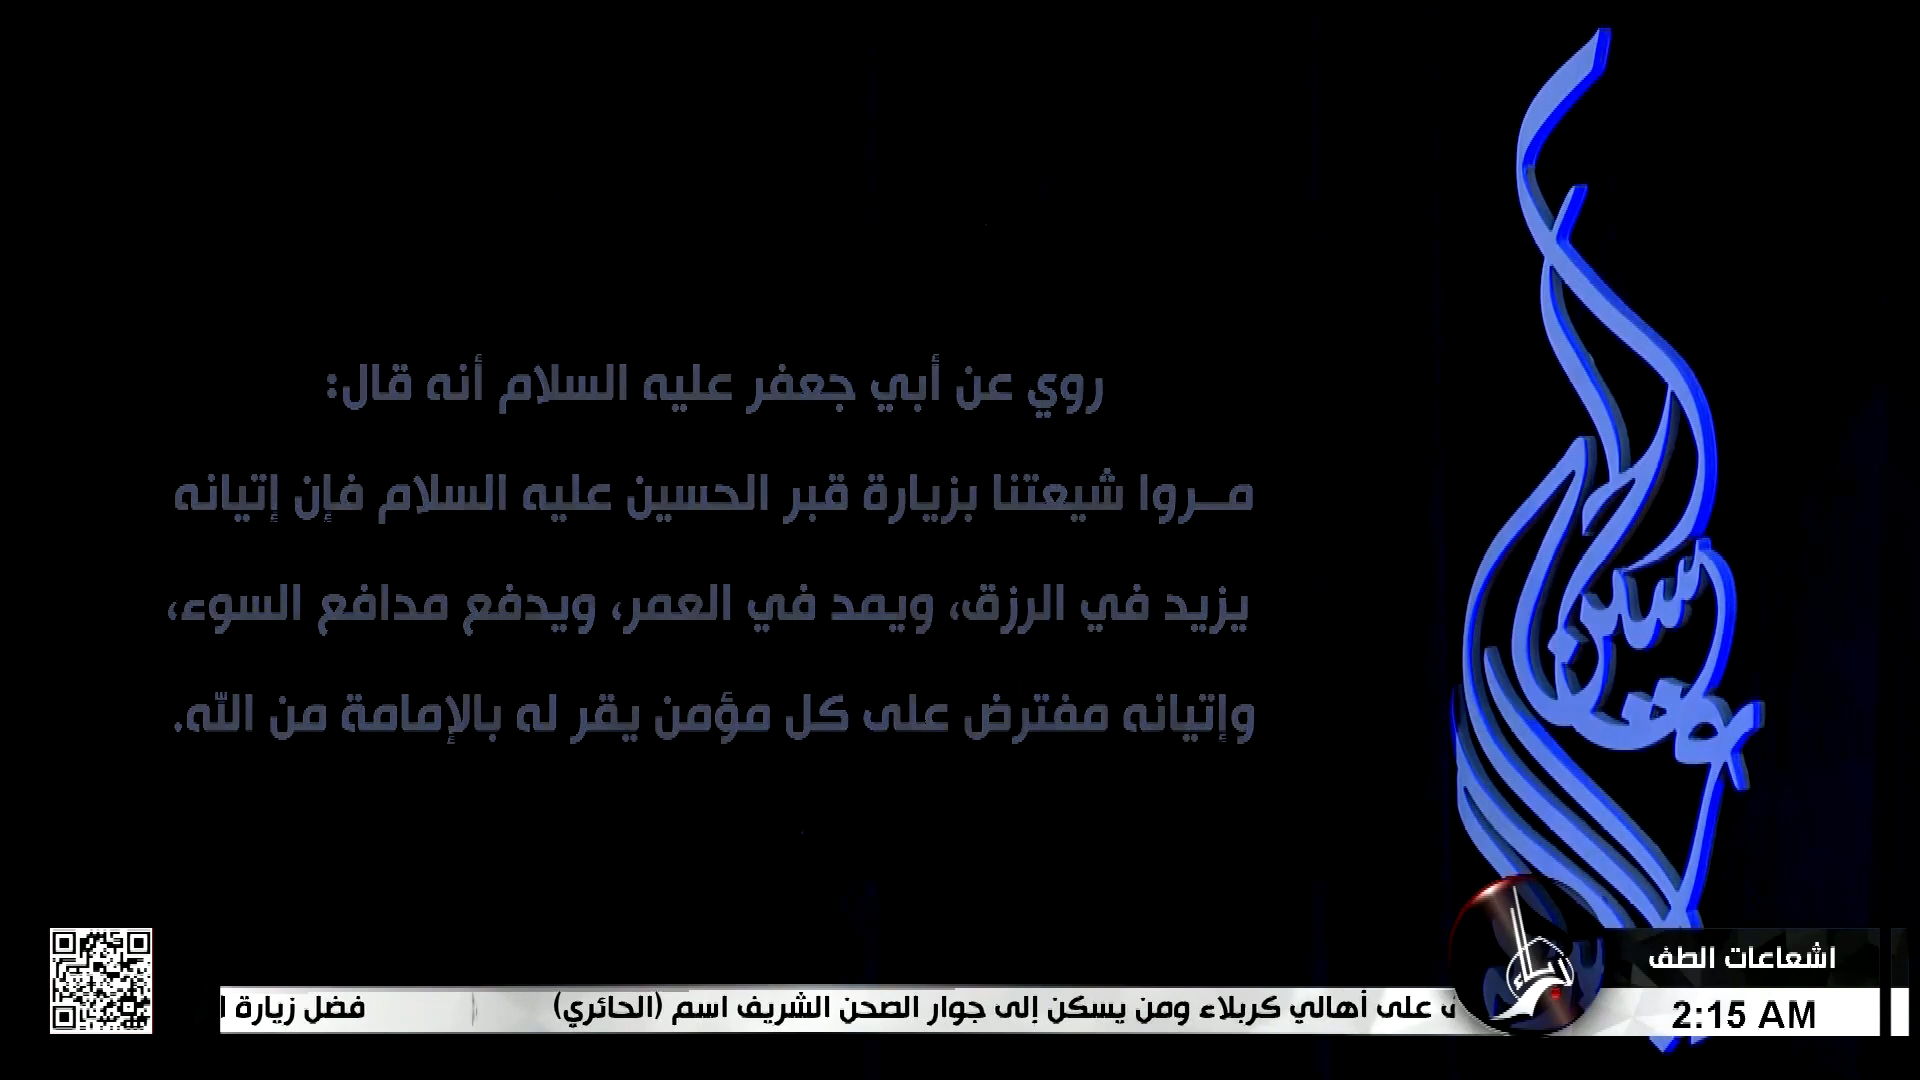 روي عن أبي جعفر عليه السلام أنه قال:
مــروا شيعتنا بزيارة قبر الحسين عليه السلام فإن إتيانه
يزيد في الرزق، ويمد في العمر، ويدفع مدافع السوء،
وإتيانه مفترض على كل مؤمن يقر له بالإمامة من الله.
اشعاعات الطف
على أهالي كربلاء ومن يسكن إلى جوار الصحن الشريف اسم (الحائري)
فضل زيارة
2:15 AM
كربلاء